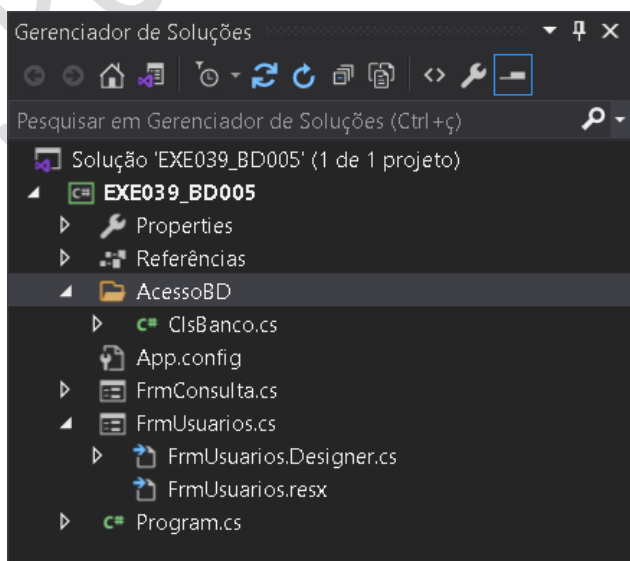 Gerenciador de Soluções
Pesquisar em Gerenciador de Soluções (Ctrl+ç)
Solução 'EXE039_BD005' (1 de 1 projeto)
C# EXE039_BD005
Properties
Referências
AcessoBD
C# ClsBanco.cs
App.config
FrmConsulta.cs
FrmUsuarios.cs
FrmUsuarios.Designer.cs
FrmUsuarios.resx
C# Program.cs